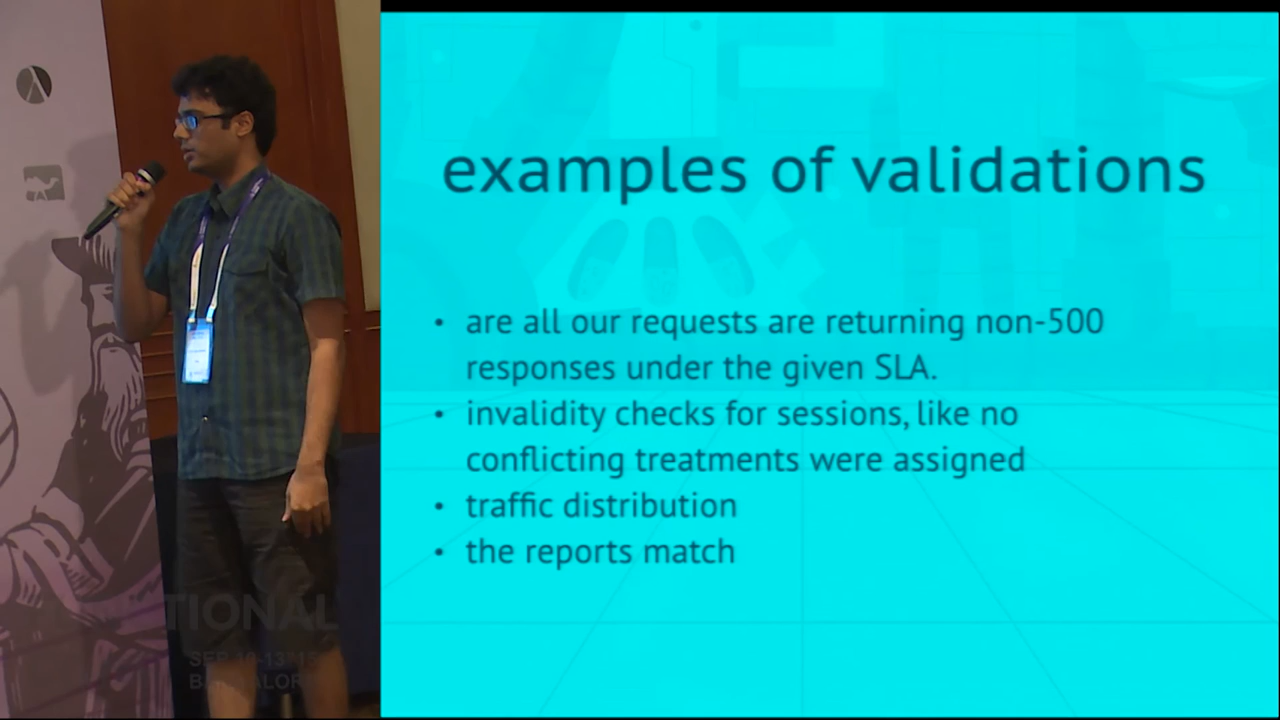 examples of validations
• are all our requests are returning non-500
responses under the given SLA.
• invalidity checks for sessions, like no
conflicting treatments were assigned
• traffic distribution
• the reports match
TIONAL